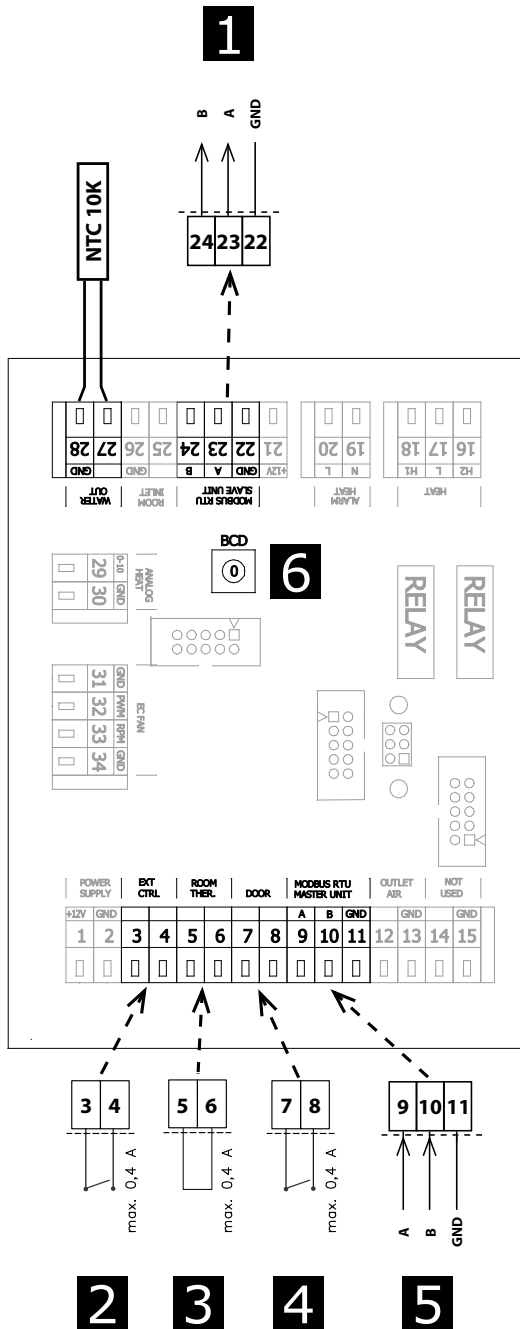 1
B A GND
24 23 22
NTC 10K
28 27 26 25 24 23 22 21 20 19 18 17 16
GND GND B A GND +12V L N H1 L H2
WATER OUT
ROOM INLET
MODBUS RTU SLAVE UNIT
ALARM HEAT
HEAT
BCD
0
6
29 0-10
30 GND
ANALOG HEAT
RELAY RELAY
31 GND
32 PWM
33 RPM
34 GND
EC FAN
POWER EXT ROOM DOOR MODBUS RTU OUTLET NOT
SUPPLY CTRL THER. MASTER UNIT AIR USED
+12V GND A B GND GND GND
1 2 3 4 5 6 7 8 9 10 11 12 13 14 15
3 4 5 6 7 8 9 10 11
max. 0,4 A
max. 0,4 A
max. 0,4 A
A B GND
2 3 4 5